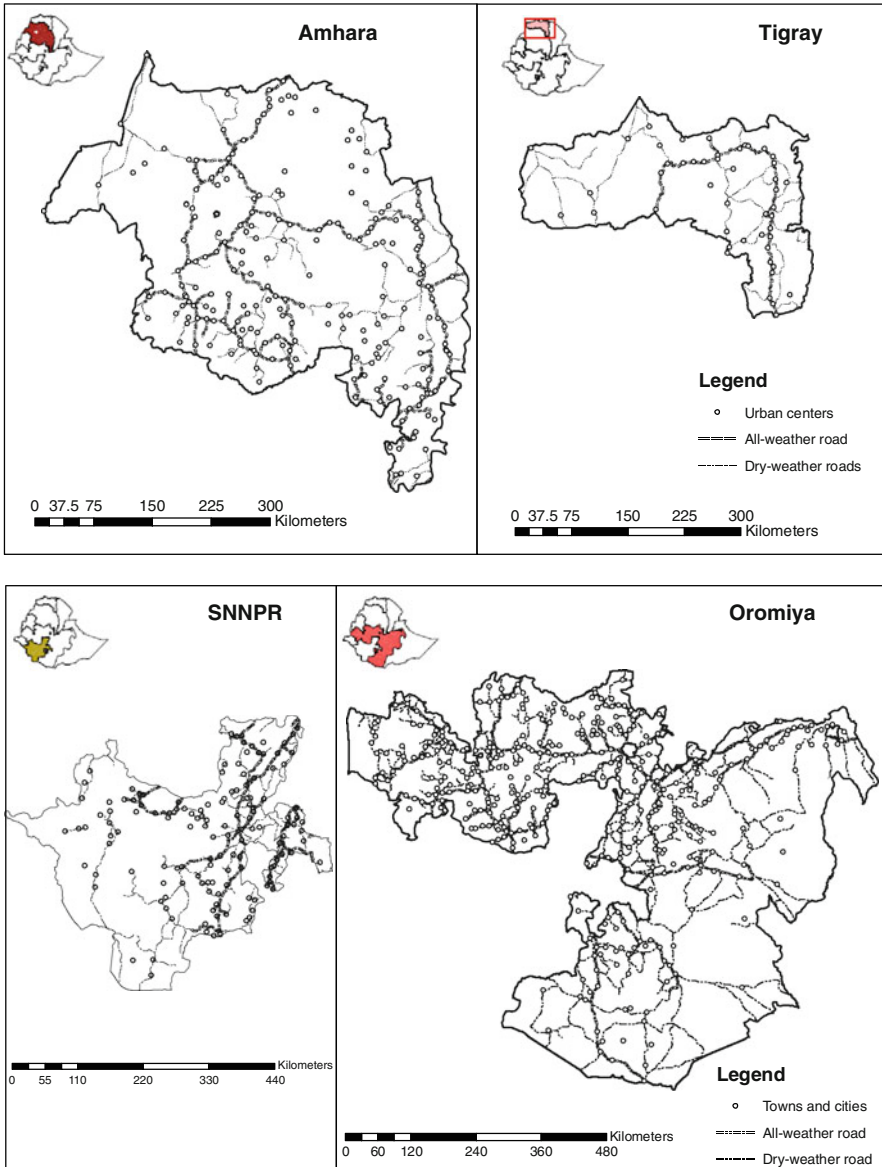 Amhara
0 37.5 75 150 225 300
Kilometers
Tigray
Legend
Urban centers
All-weather road
Dry-weather roads
0 37.5 75 150 225 300
Kilometers
SNNPR
Kilometers
0 55 110 220 330 440
Oromiya
Legend
Towns and cities
All-weather road
Dry-weather road
Kilometers
0 60 120 240 360 480